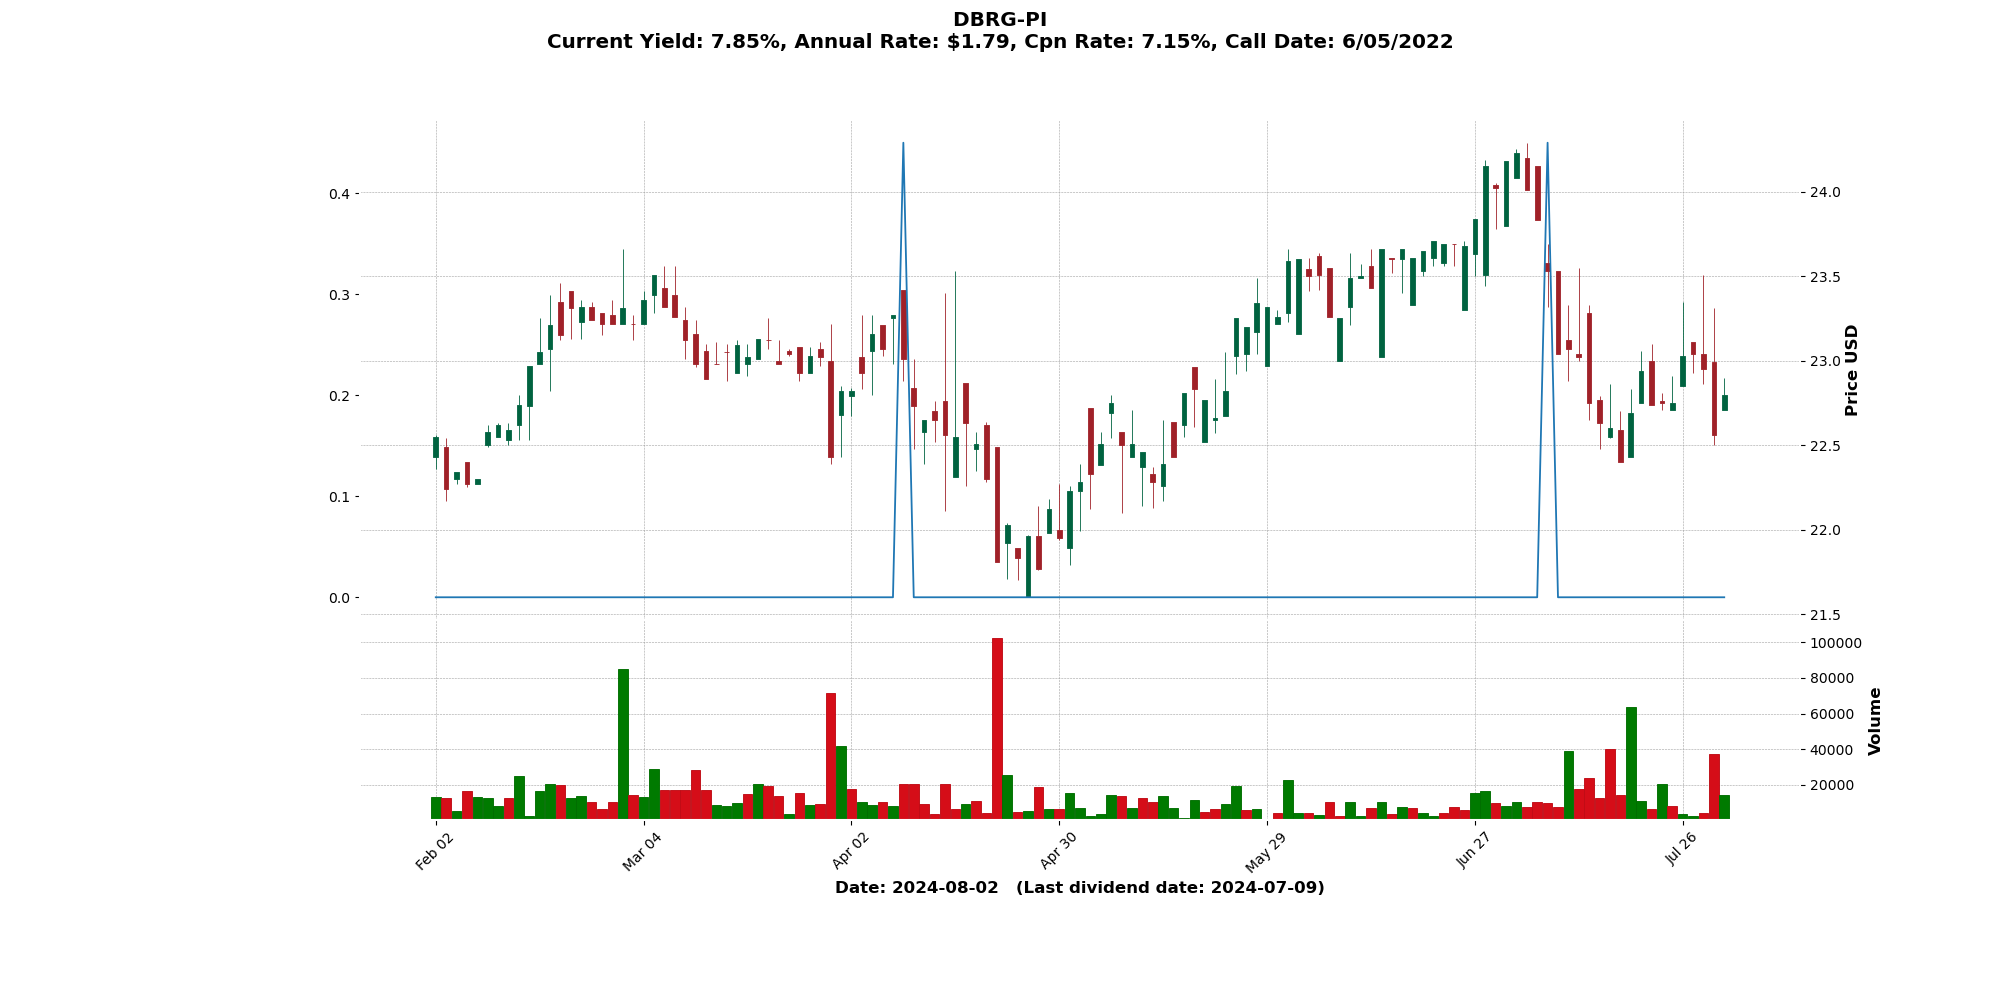 DBRG-PI
Current Yield: 7.85%, Annual Rate: $1.79, Cpn Rate: 7.15%, Call Date: 6/05/2022
0.4
0.3
0.2
0.1
0.0
24.0
23.5
23.0
22.5
22.0
21.5
Price USD
100000
80000
60000
40000
20000
Volume
Feb 02
Mar 04
Apr 02
Apr 30
May 29
Jun 27
Jul 26
Date: 2024-08-02 (Last dividend date: 2024-07-09)